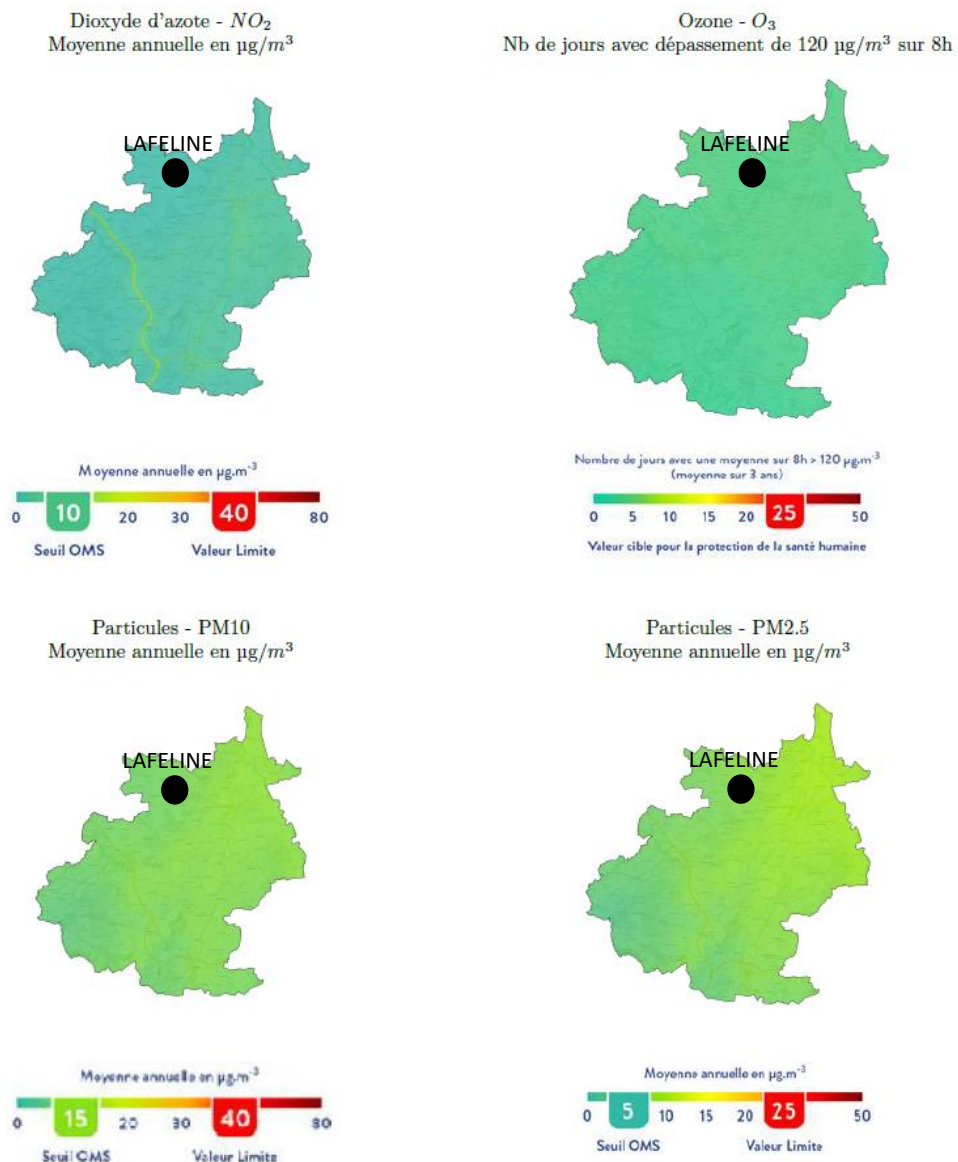 Dioxyde d'azote - NO₂
Moyenne annuelle en µg/m³
LAFELINE
Moyenne annuelle en µg.m⁻³
0 10 20 30 40 80
Seuil OMS Valeur Limite
Ozone - O₃
Nb de jours avec dépassement de 120 µg/m³ sur 8h
LAFELINE
Nombre de jours avec une moyenne sur 8h > 120 µg.m⁻³
(moyenne sur 3 ans)
0 5 10 15 20 25 50
Valeur cible pour la protection de la santé humaine
Particules - PM10
Moyenne annuelle en µg/m³
LAFELINE
Moyenne annuelle en µg.m⁻³
0 15 20 30 40 80
Seuil OMS Valeur Limite
Particules - PM2.5
Moyenne annuelle en µg/m³
LAFELINE
Moyenne annuelle en µg.m⁻³
0 5 10 15 20 25 50
Seuil OMS Valeur Limite